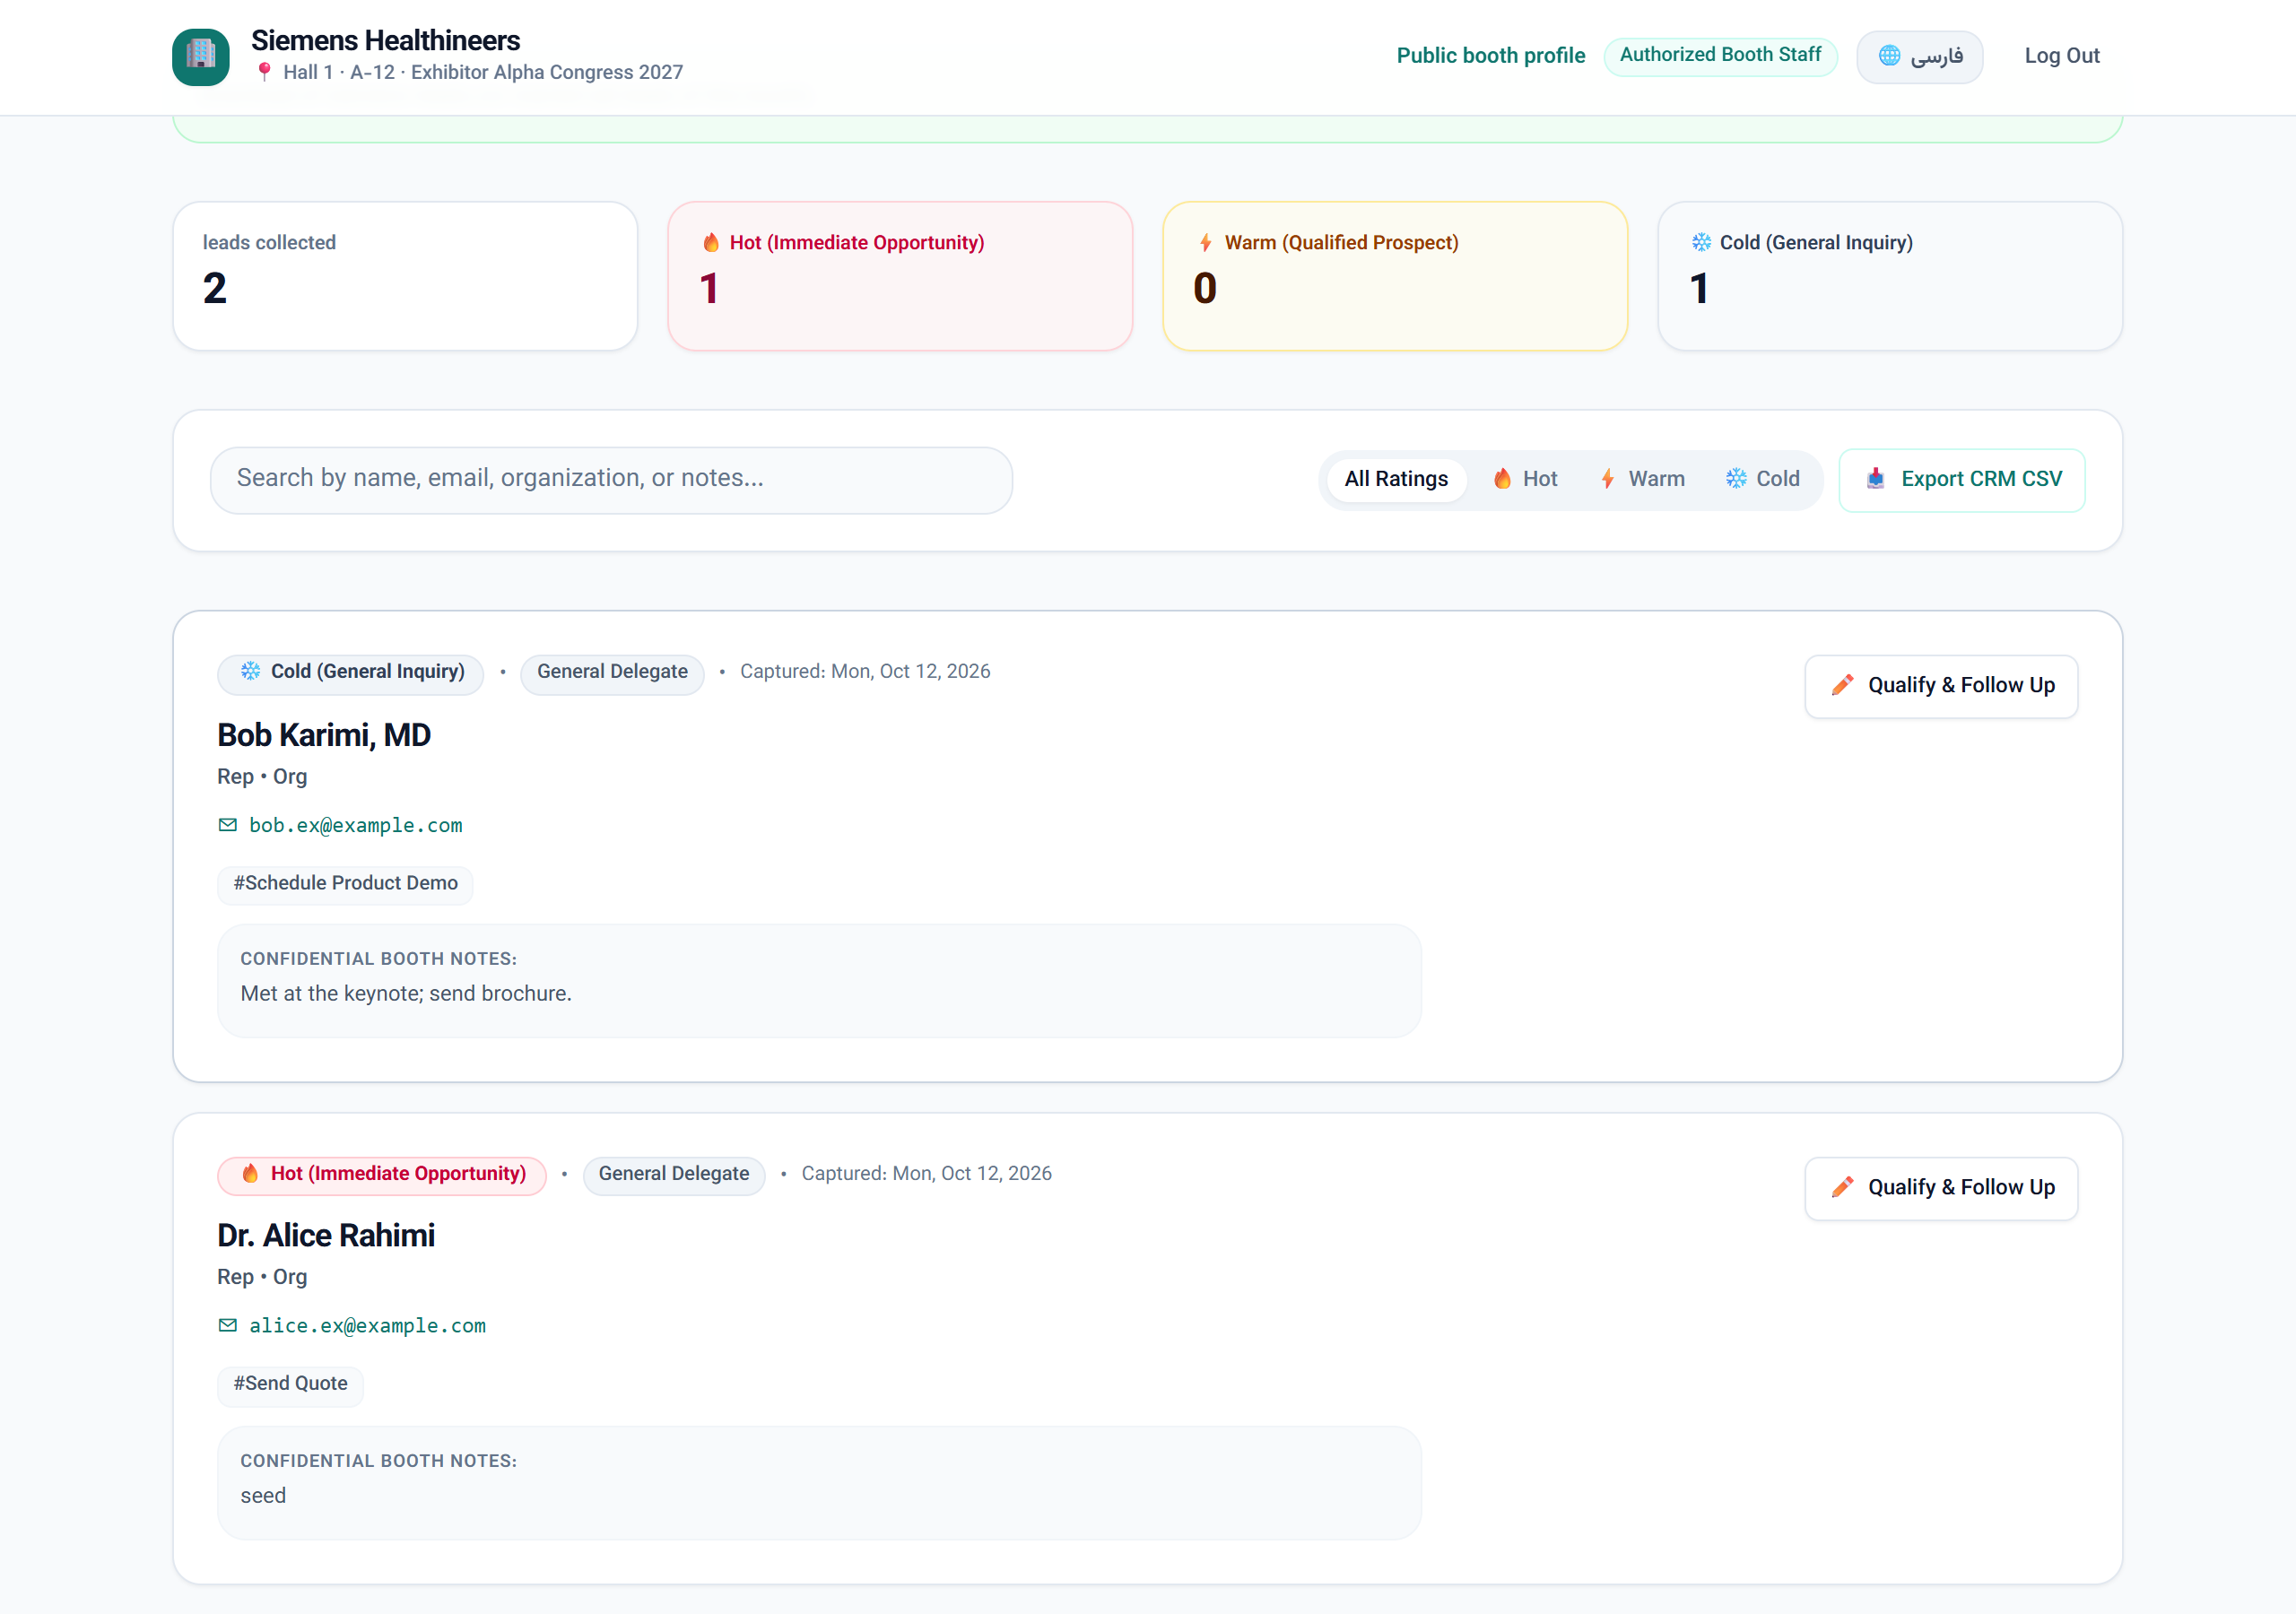 Siemens Healthineers
Hall 1 · A-12 · Exhibitor Alpha Congress 2027
Public booth profile
Authorized Booth Staff
فارسی
Log Out
leads collected
2
Hot (Immediate Opportunity)
1
Warm (Qualified Prospect)
0
Cold (General Inquiry)
1
Search by name, email, organization, or notes...
All Ratings
Hot
Warm
Cold
Export CRM CSV
Cold (General Inquiry) • General Delegate • Captured: Mon, Oct 12, 2026
Qualify & Follow Up
Bob Karimi, MD
Rep • Org
bob.ex@example.com
#Schedule Product Demo
CONFIDENTIAL BOOTH NOTES:
Met at the keynote; send brochure.
Hot (Immediate Opportunity) • General Delegate • Captured: Mon, Oct 12, 2026
Qualify & Follow Up
Dr. Alice Rahimi
Rep • Org
alice.ex@example.com
#Send Quote
CONFIDENTIAL BOOTH NOTES:
seed